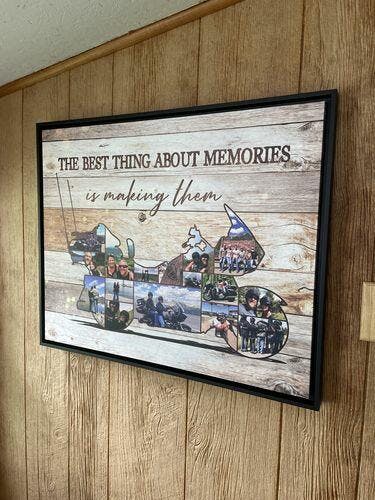 THE BEST THING ABOUT MEMORIES
is making them